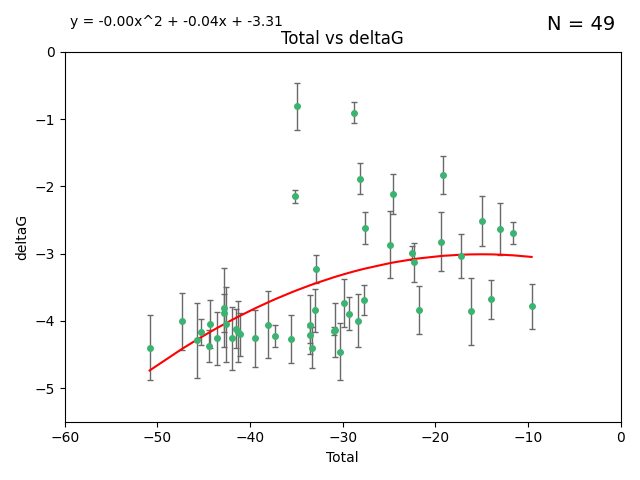 y = -0.00x^2 + -0.04x + -3.31
N = 49
Total vs deltaG
0
−1
−2
−3
−4
−5
deltaG
−60 −50 −40 −30 −20 −10 0
Total